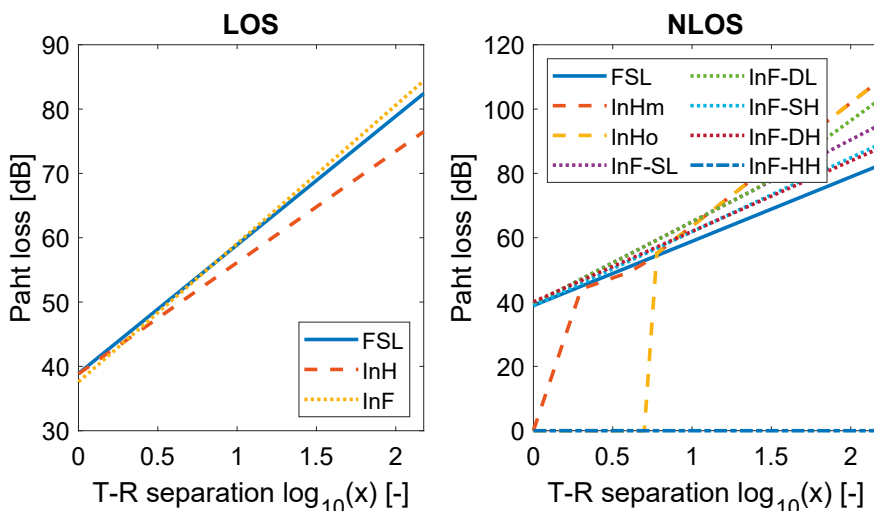 LOS
Paht loss [dB]
90
80
70
60
50
40
30
FSL
InH
InF
0
0.5
1
1.5
2
T-R separation log10(x) [-]
NLOS
Paht loss [dB]
120
100
80
60
40
20
0
FSL
InHm
InHo
InF-SL
InF-DL
InF-SH
InF-DH
InF-HH
0
0.5
1
1.5
2
T-R separation log10(x) [-]